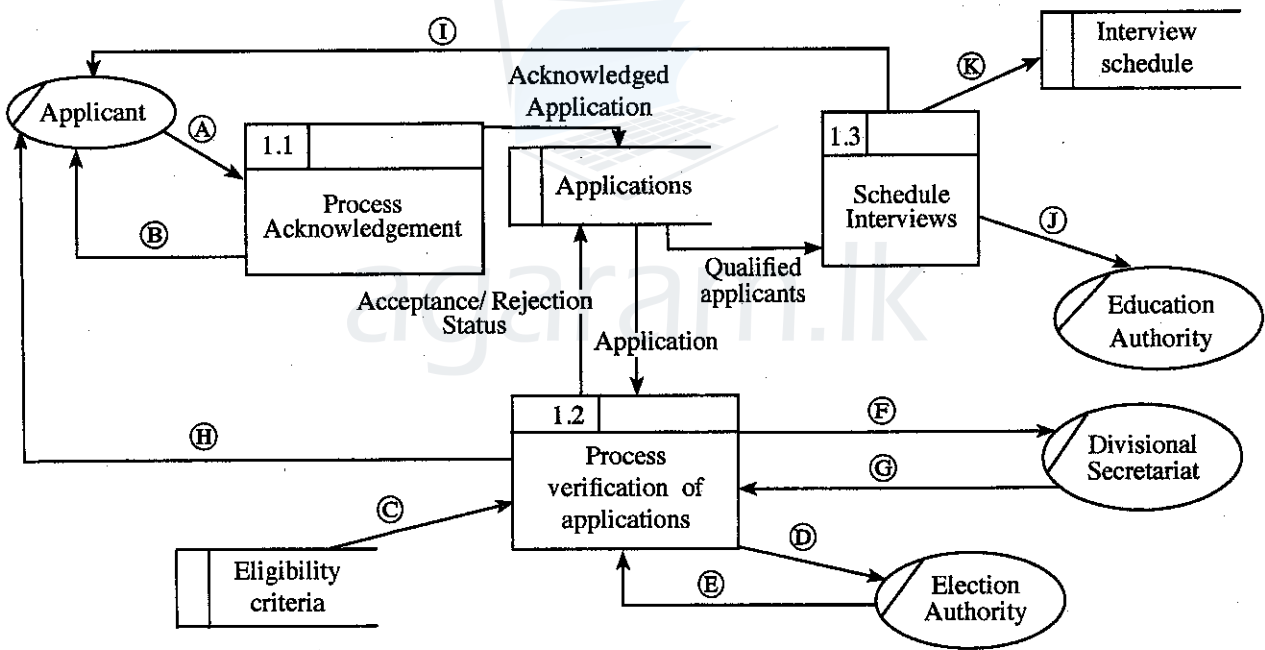 I
Interview
schedule
K
Acknowledged
Application
Applicant
A
1.1
1.3
Process
Acknowledgement
Applications
Schedule
Interviews
J
B
Qualified
applicants
Acceptance/ Rejection
Status
Education
Authority
Application
1.2
F
H
Process
verification of
applications
Divisional
Secretariat
G
C
D
Eligibility
criteria
E
Election
Authority
agaram.lk